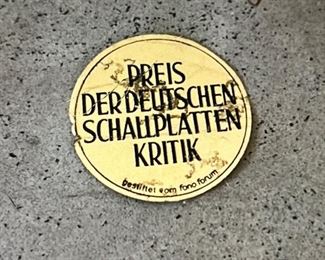 PREIS
DER DEUTSCHEN
SCHALLPLATTEN
KRITIK
gestiftet vom fono forum